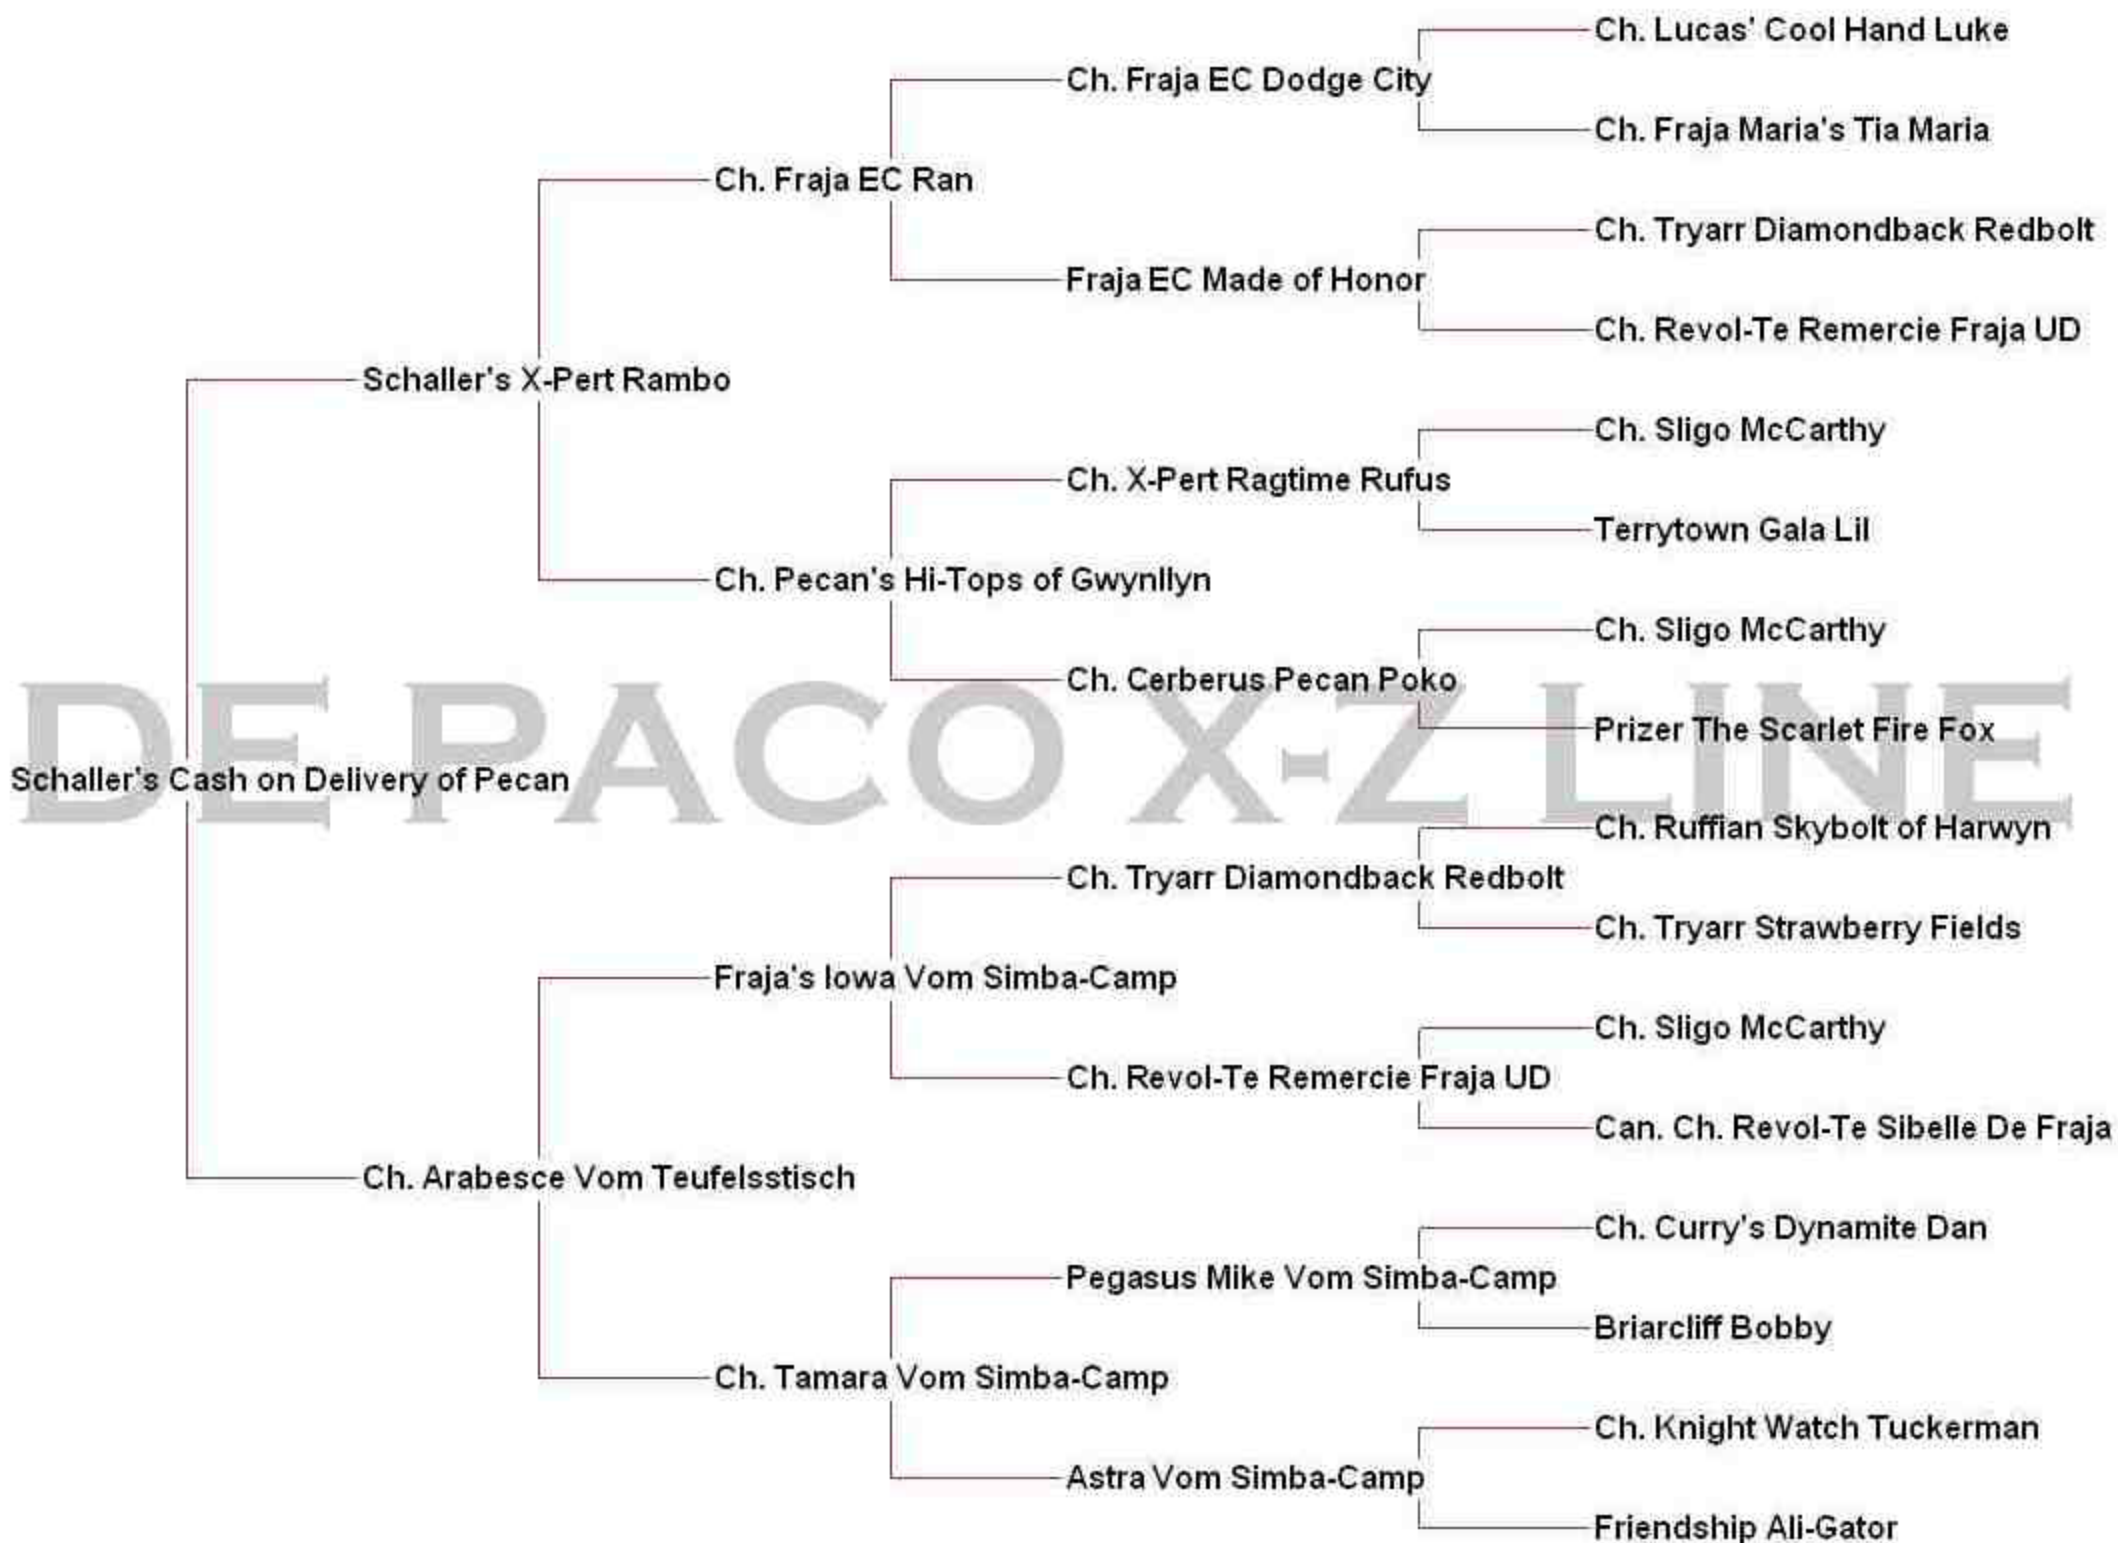 Ch. Lucas' Cool Hand Luke
Ch. Fraja EC Dodge City
Ch. Fraja Maria's Tia Maria
Ch. Fraja EC Ran
Ch. Tryarr Diamondback Redbolt
Fraja EC Made of Honor
Ch. Revol-Te Remercie Fraja UD
Schaller's X-Pert Rambo
Ch. Sligo McCarthy
Ch. X-Pert Ragtime Rufus
Terrytown Gala Lil
Ch. Pecan's Hi-Tops of Gwynllyn
Ch. Sligo McCarthy
Ch. Cerberus Pecan Poko
Prizer The Scarlet Fire Fox
DE PACO X-Z LINE
Schaller's Cash on Delivery of Pecan
Ch. Ruffian Skybolt of Harwyn
Ch. Tryarr Diamondback Redbolt
Ch. Tryarr Strawberry Fields
Fraja's Iowa Vom Simba-Camp
Ch. Sligo McCarthy
Ch. Revol-Te Remercie Fraja UD
Can. Ch. Revol-Te Sibelle De Fraja
Ch. Arabesce Vom Teufelsstisch
Ch. Curry's Dynamite Dan
Pegasus Mike Vom Simba-Camp
Briarcliff Bobby
Ch. Tamara Vom Simba-Camp
Ch. Knight Watch Tuckerman
Astra Vom Simba-Camp
Friendship Ali-Gator